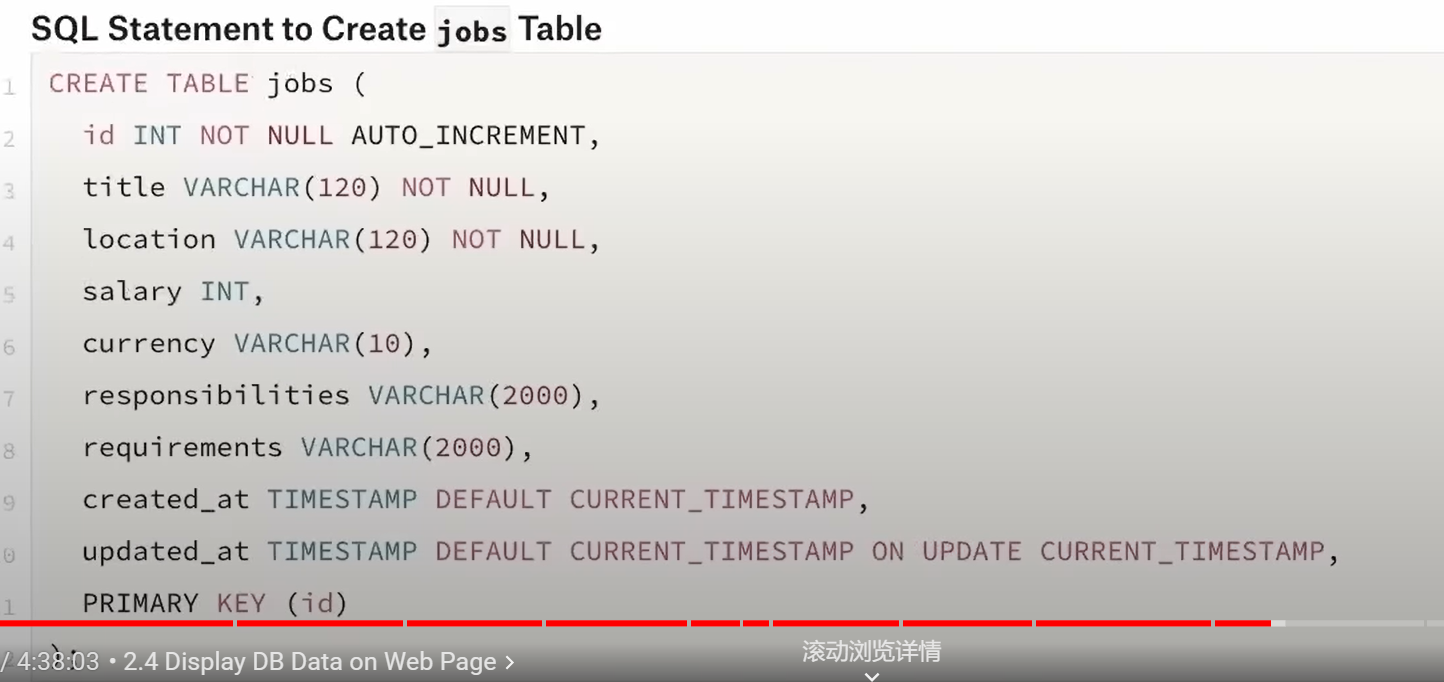 SQL Statement to Create jobs Table
1 CREATE TABLE jobs (
2 id INT NOT NULL AUTO_INCREMENT,
3 title VARCHAR(120) NOT NULL,
4 location VARCHAR(120) NOT NULL,
5 salary INT,
6 currency VARCHAR(10),
7 responsibilities VARCHAR(2000),
8 requirements VARCHAR(2000),
9 created_at TIMESTAMP DEFAULT CURRENT_TIMESTAMP,
0 updated_at TIMESTAMP DEFAULT CURRENT_TIMESTAMP ON UPDATE CURRENT_TIMESTAMP,
1 PRIMARY KEY (id)
);
/ 4:38:03 • 2.4 Display DB Data on Web Page >
滚动浏览详情